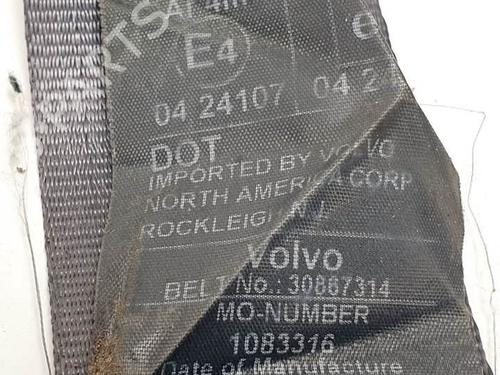 E4
e
04 24107 04 2
DOT
IMPORTED BY VOLVO
NORTH AMERICA CORP
ROCKLEIGH N.J.
Volvo
BELT No.: 30867314
MO-NUMBER
1083316
Date of Manufacture